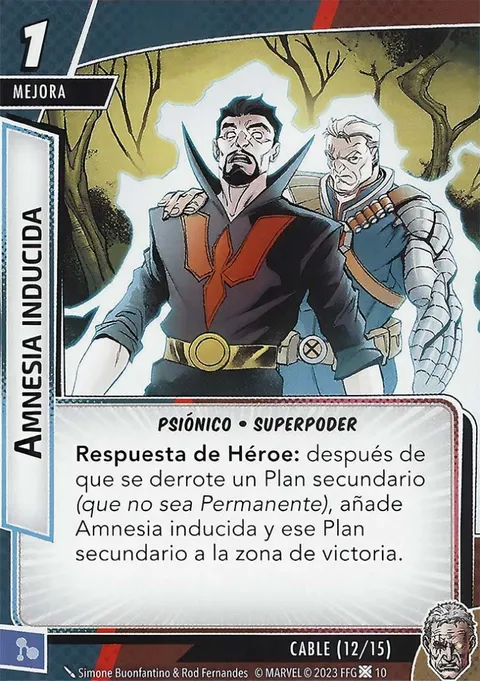 1
MEJORA
AMNESIA INDUCIDA
PSIÓNICO • SUPERPODER
Respuesta de Héroe: después de
que se derrote un Plan secundario
(que no sea Permanente), añade
Amnesia inducida y ese Plan
secundario a la zona de victoria.
CABLE (12/15)
Simone Buonfantino & Rod Fernandes © MARVEL © 2023 FFG 10